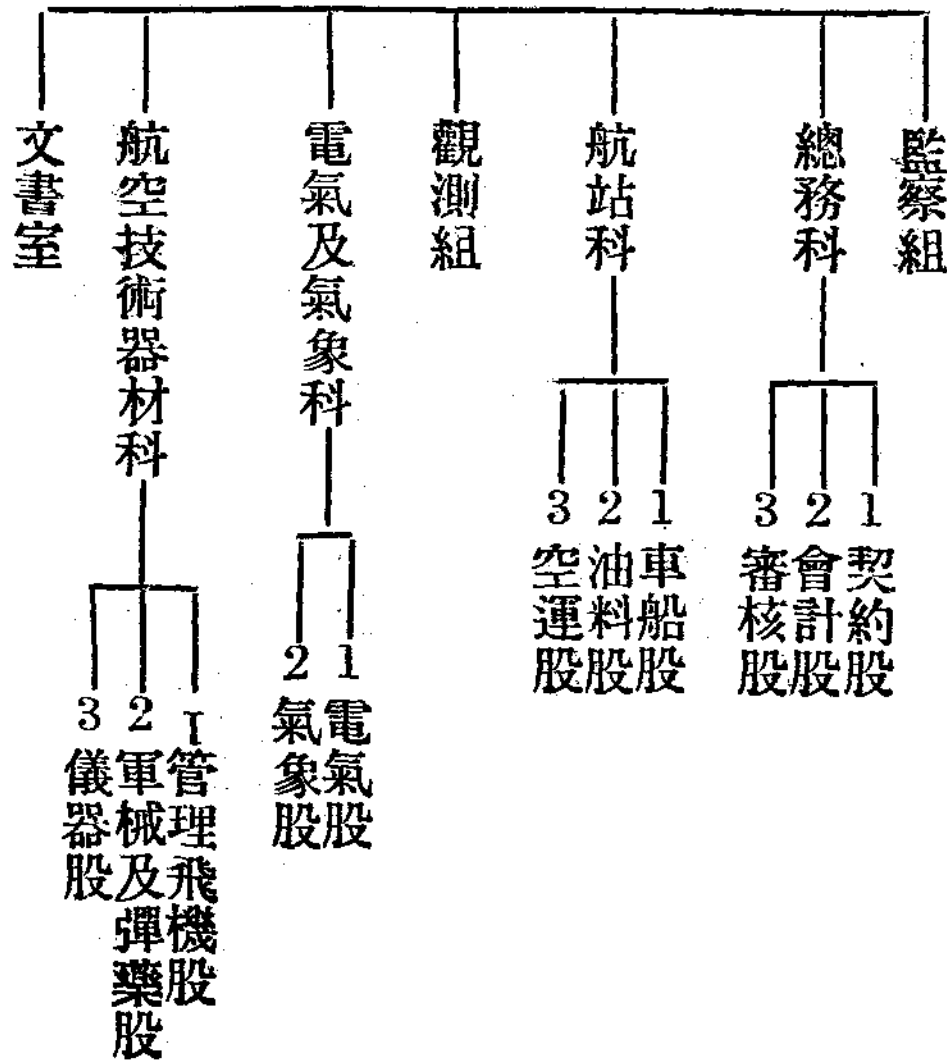 監察組
總務科
1 契約股
2 會計股
3 審核股
航站科
1 車船股
2 油料股
3 空運股
觀測組
電氣及氣象科
1 電氣股
2 氣象股
航空技術器材科
1 管理飛機股
2 軍械及彈藥股
3 儀器股
文書室